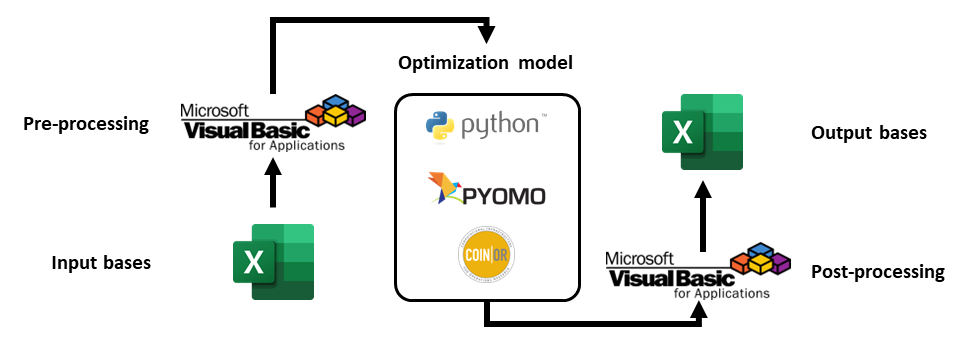 Optimization model
Pre-processing
Microsoft
Visual Basic
for Applications
Input bases
X
python™
PYOMO
COIN|OR
X
Output bases
Microsoft
Visual Basic
for Applications
Post-processing